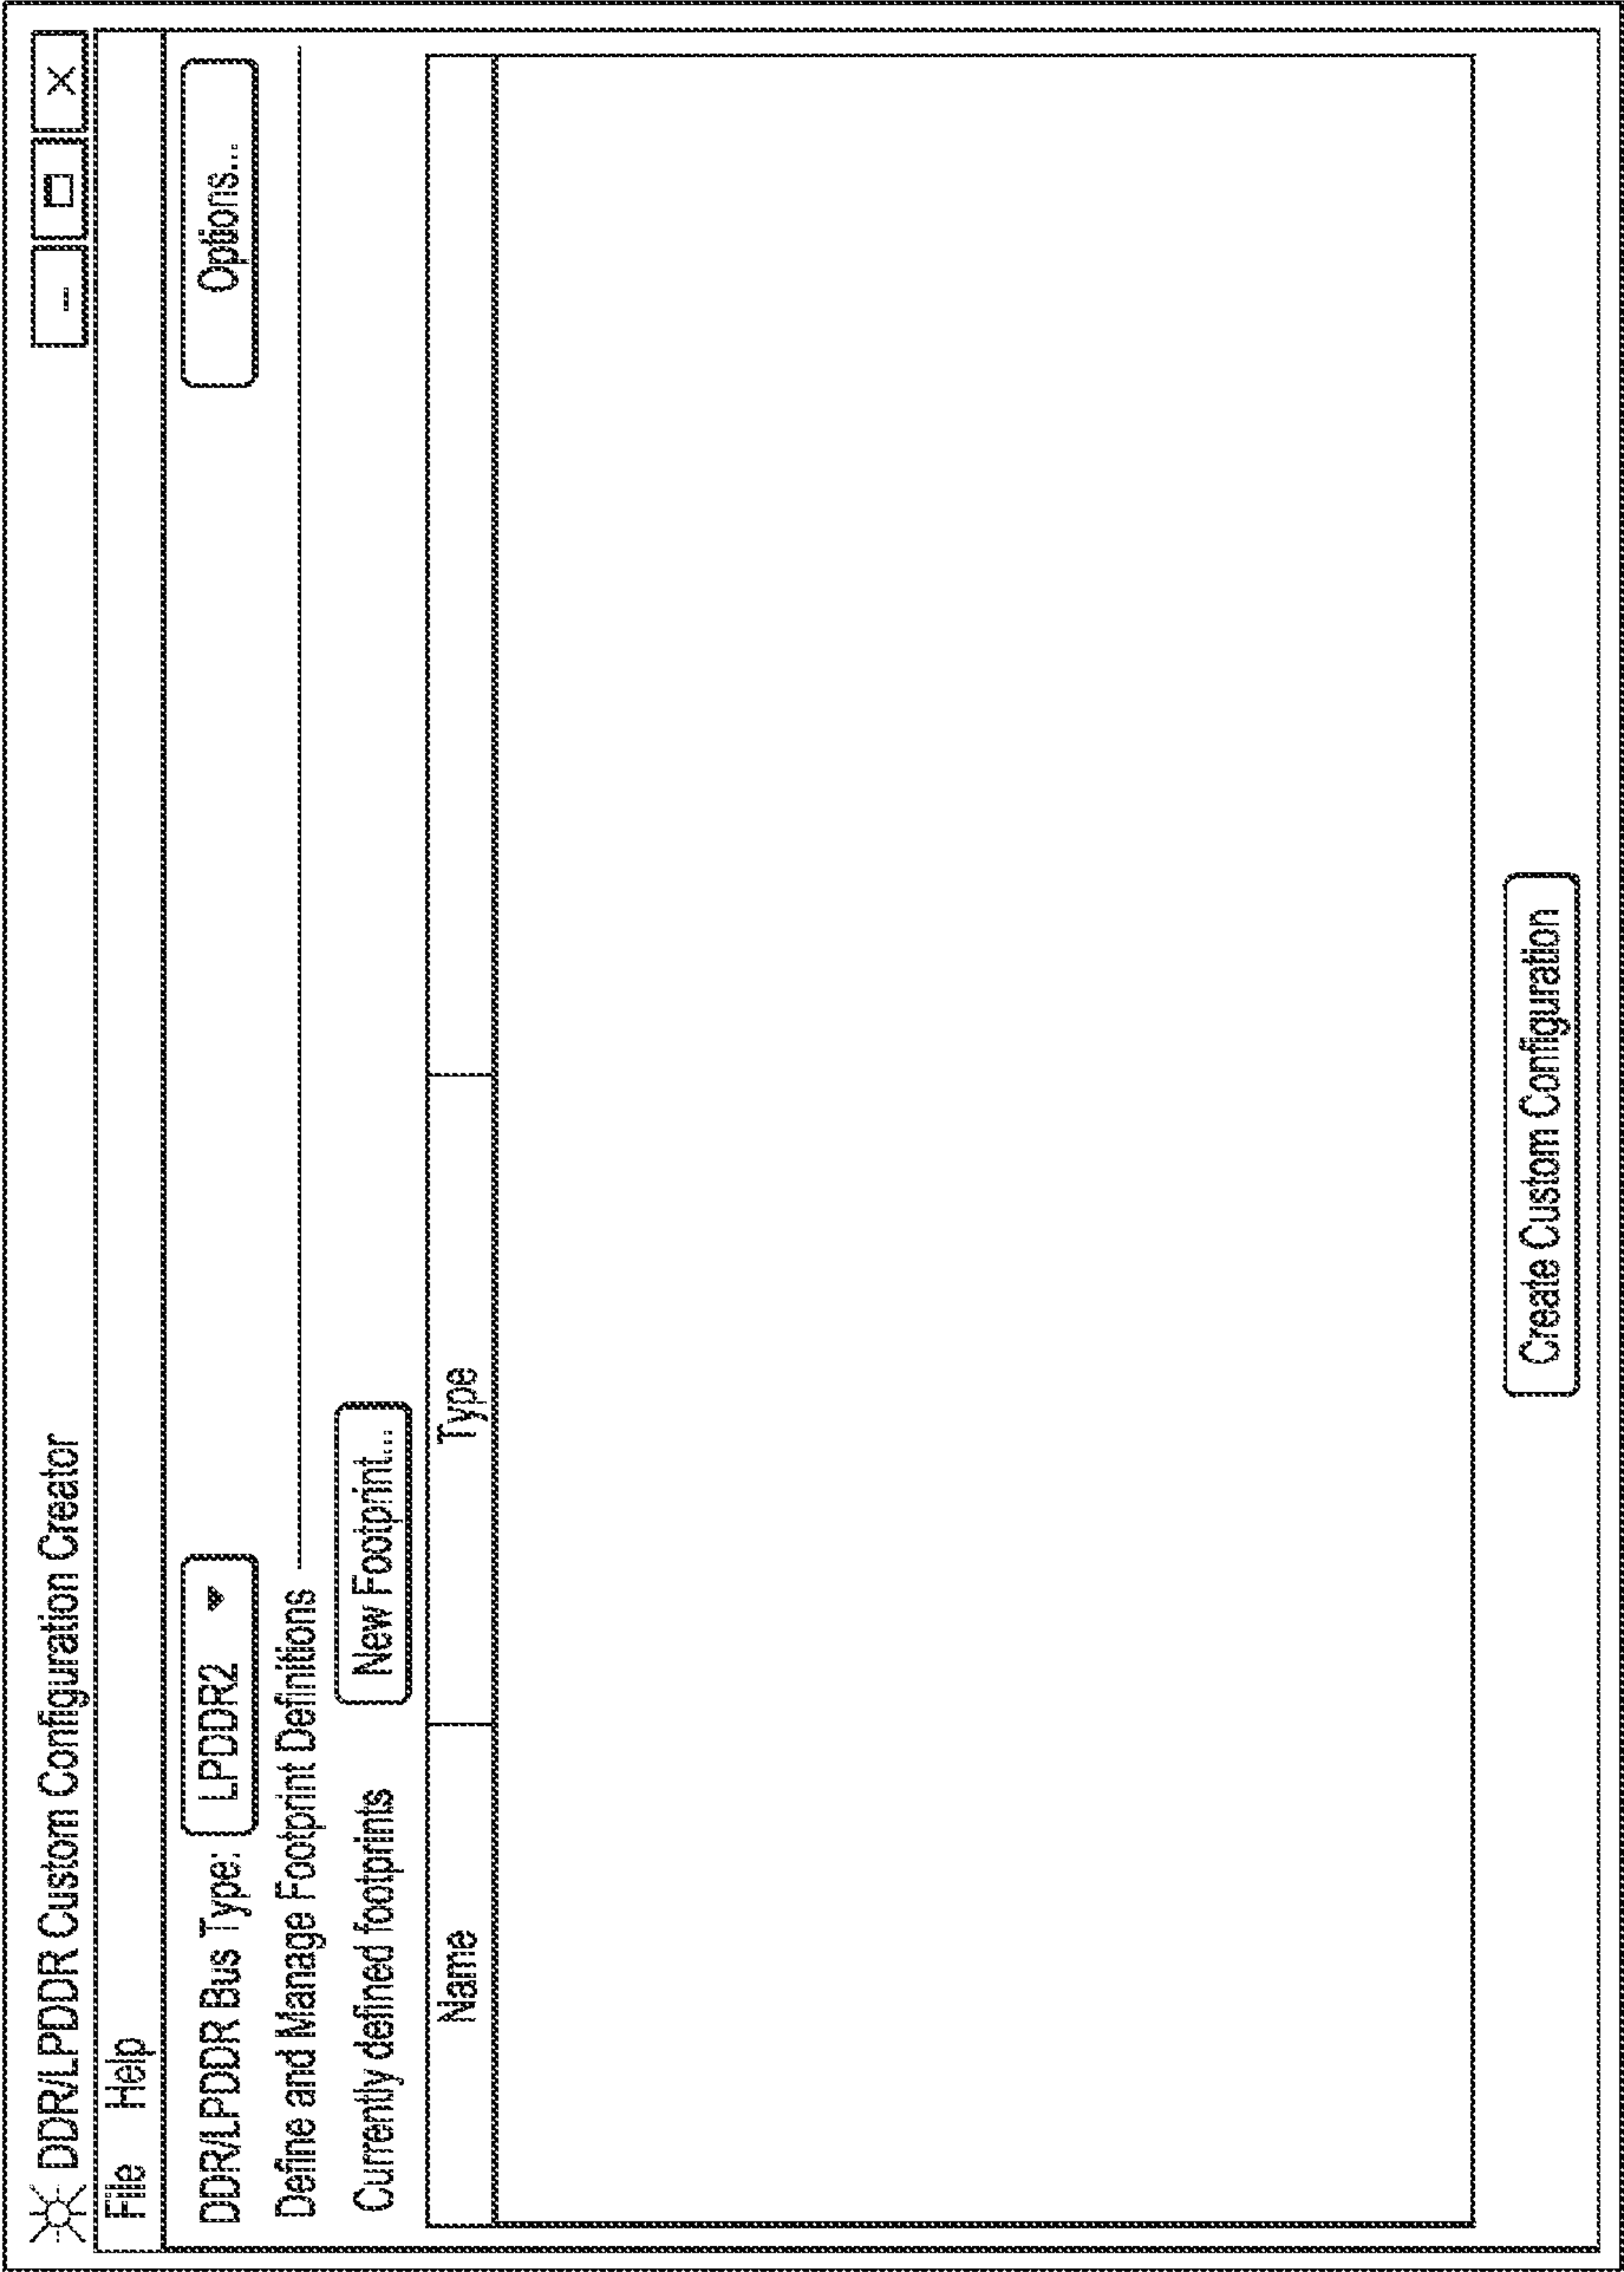 DDR/LPDDR Custom Configuration Creator
File Help
DDR/LPDDR Bus Type: LPDDR2 Options...
Define and Manage Footprint Definitions
Currently defined footprints New Footprint...
Name Type
Create Custom Configuration